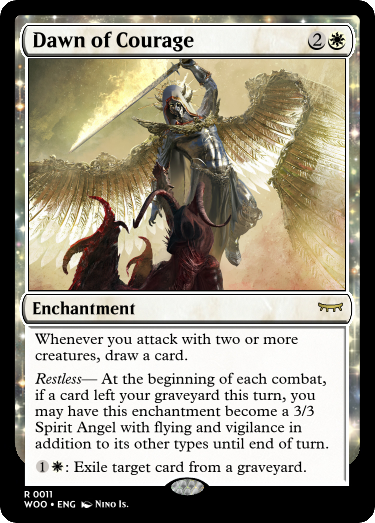 Dawn of Courage 2
Enchantment
Whenever you attack with two or more
creatures, draw a card.
Restless— At the beginning of each combat,
if a card left your graveyard this turn, you
may have this enchantment become a 3/3
Spirit Angel with flying and vigilance in
addition to its other types until end of turn.
1 : Exile target card from a graveyard.
R 0011
WOO • ENG Nino Is.